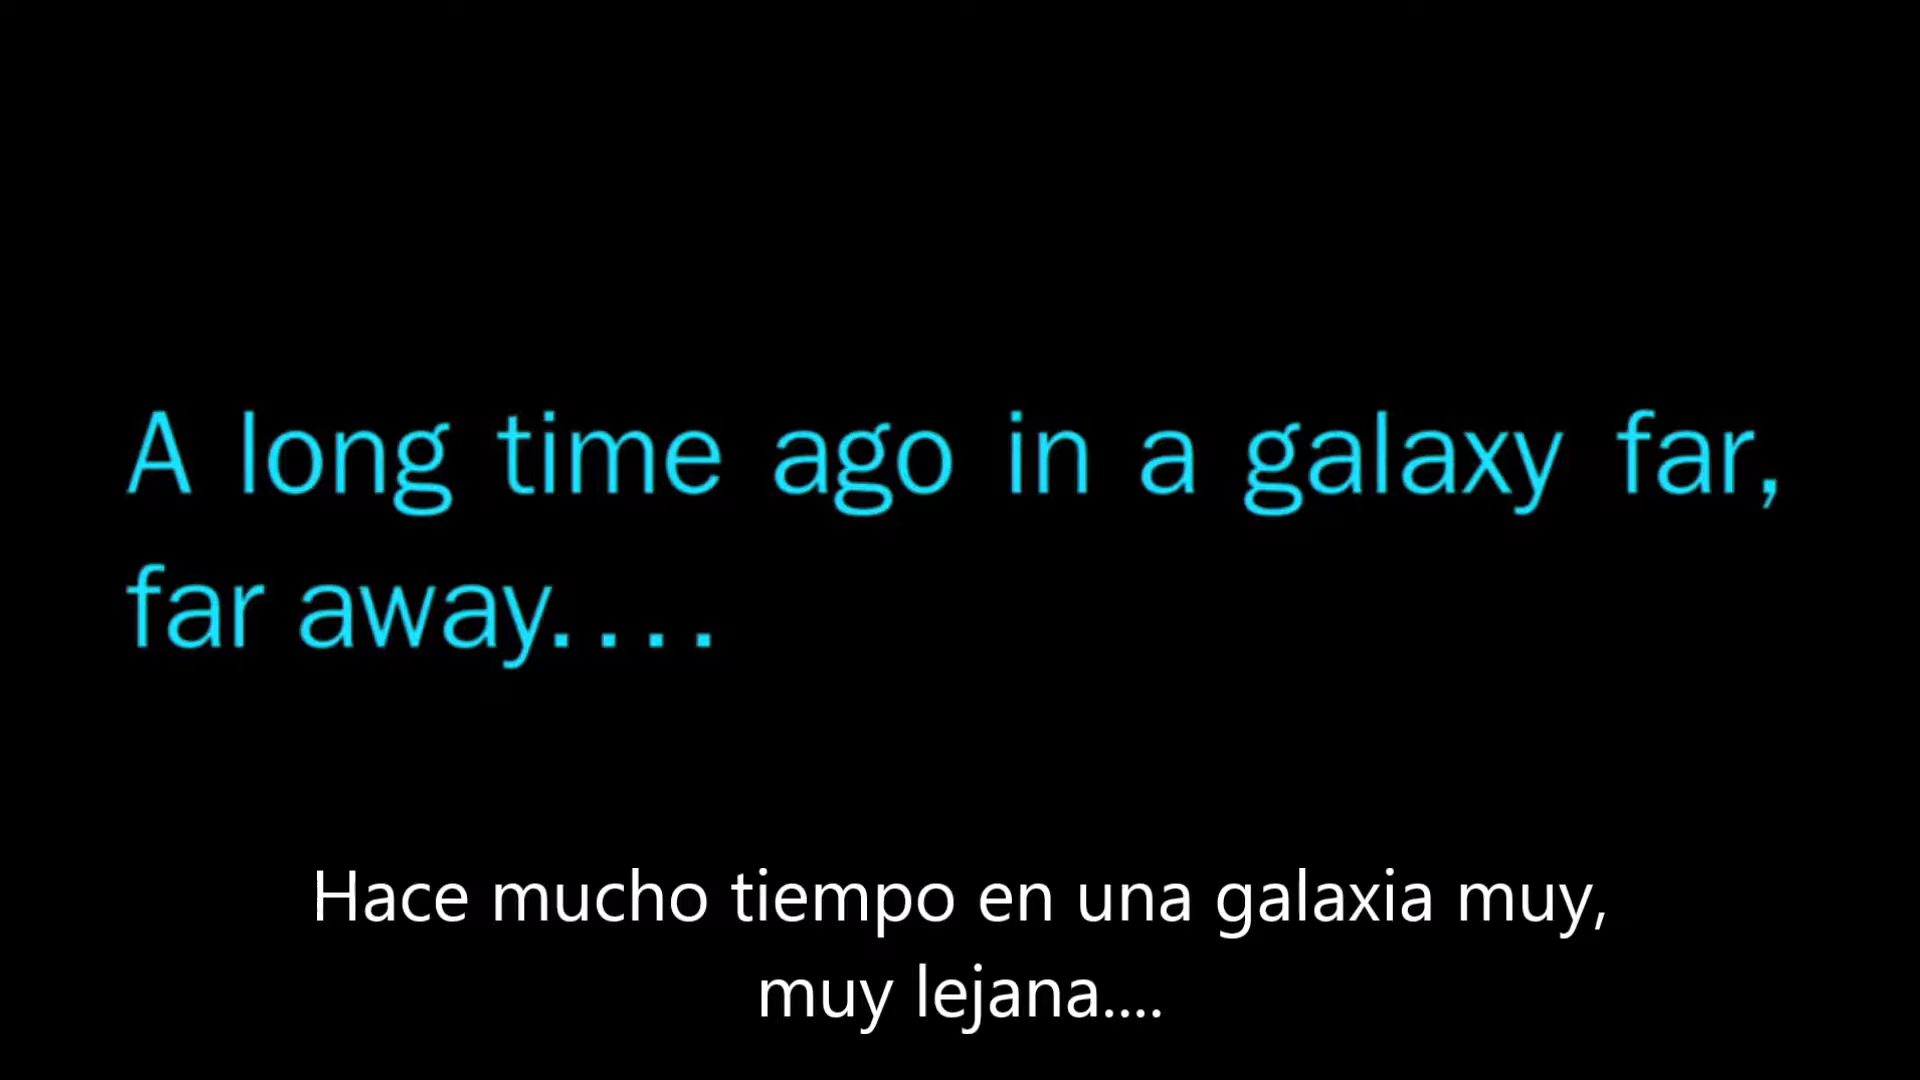 A long time ago in a galaxy far,
far away. . . .
Hace mucho tiempo en una galaxia muy,
muy lejana....